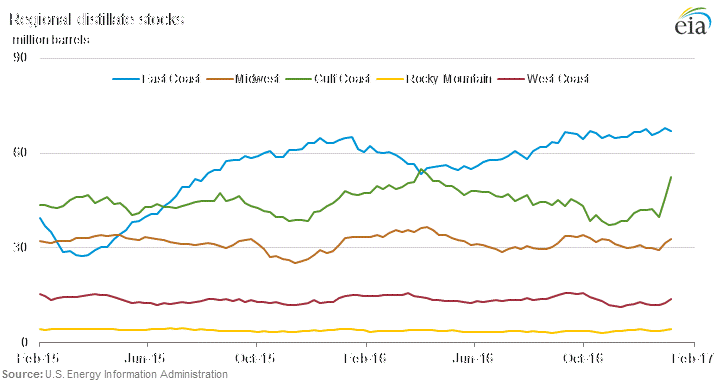 Regional distillate stocks
million barrels
eia
90
East Coast Midwest Gulf Coast Rocky Mountain West Coast
60
30
0
Feb-15 Jun-15 Oct-15 Feb-16 Jun-16 Oct-16 Feb-17
Source: U.S. Energy Information Administration